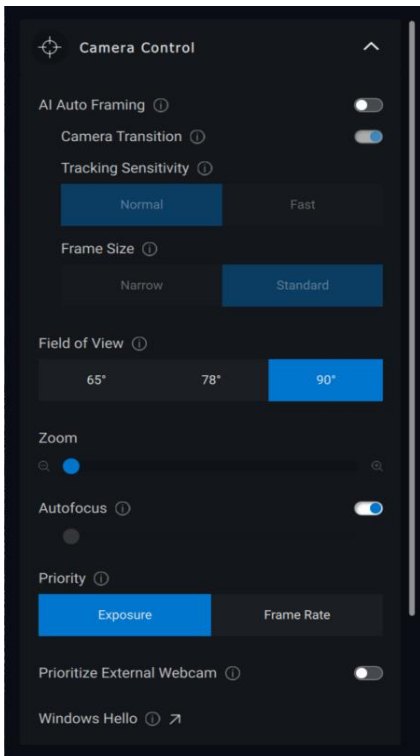 Camera Control
AI Auto Framing
Camera Transition
Tracking Sensitivity
Normal Fast
Frame Size
Narrow Standard
Field of View
65° 78° 90°
Zoom
Autofocus
Priority
Exposure Frame Rate
Prioritize External Webcam
Windows Hello